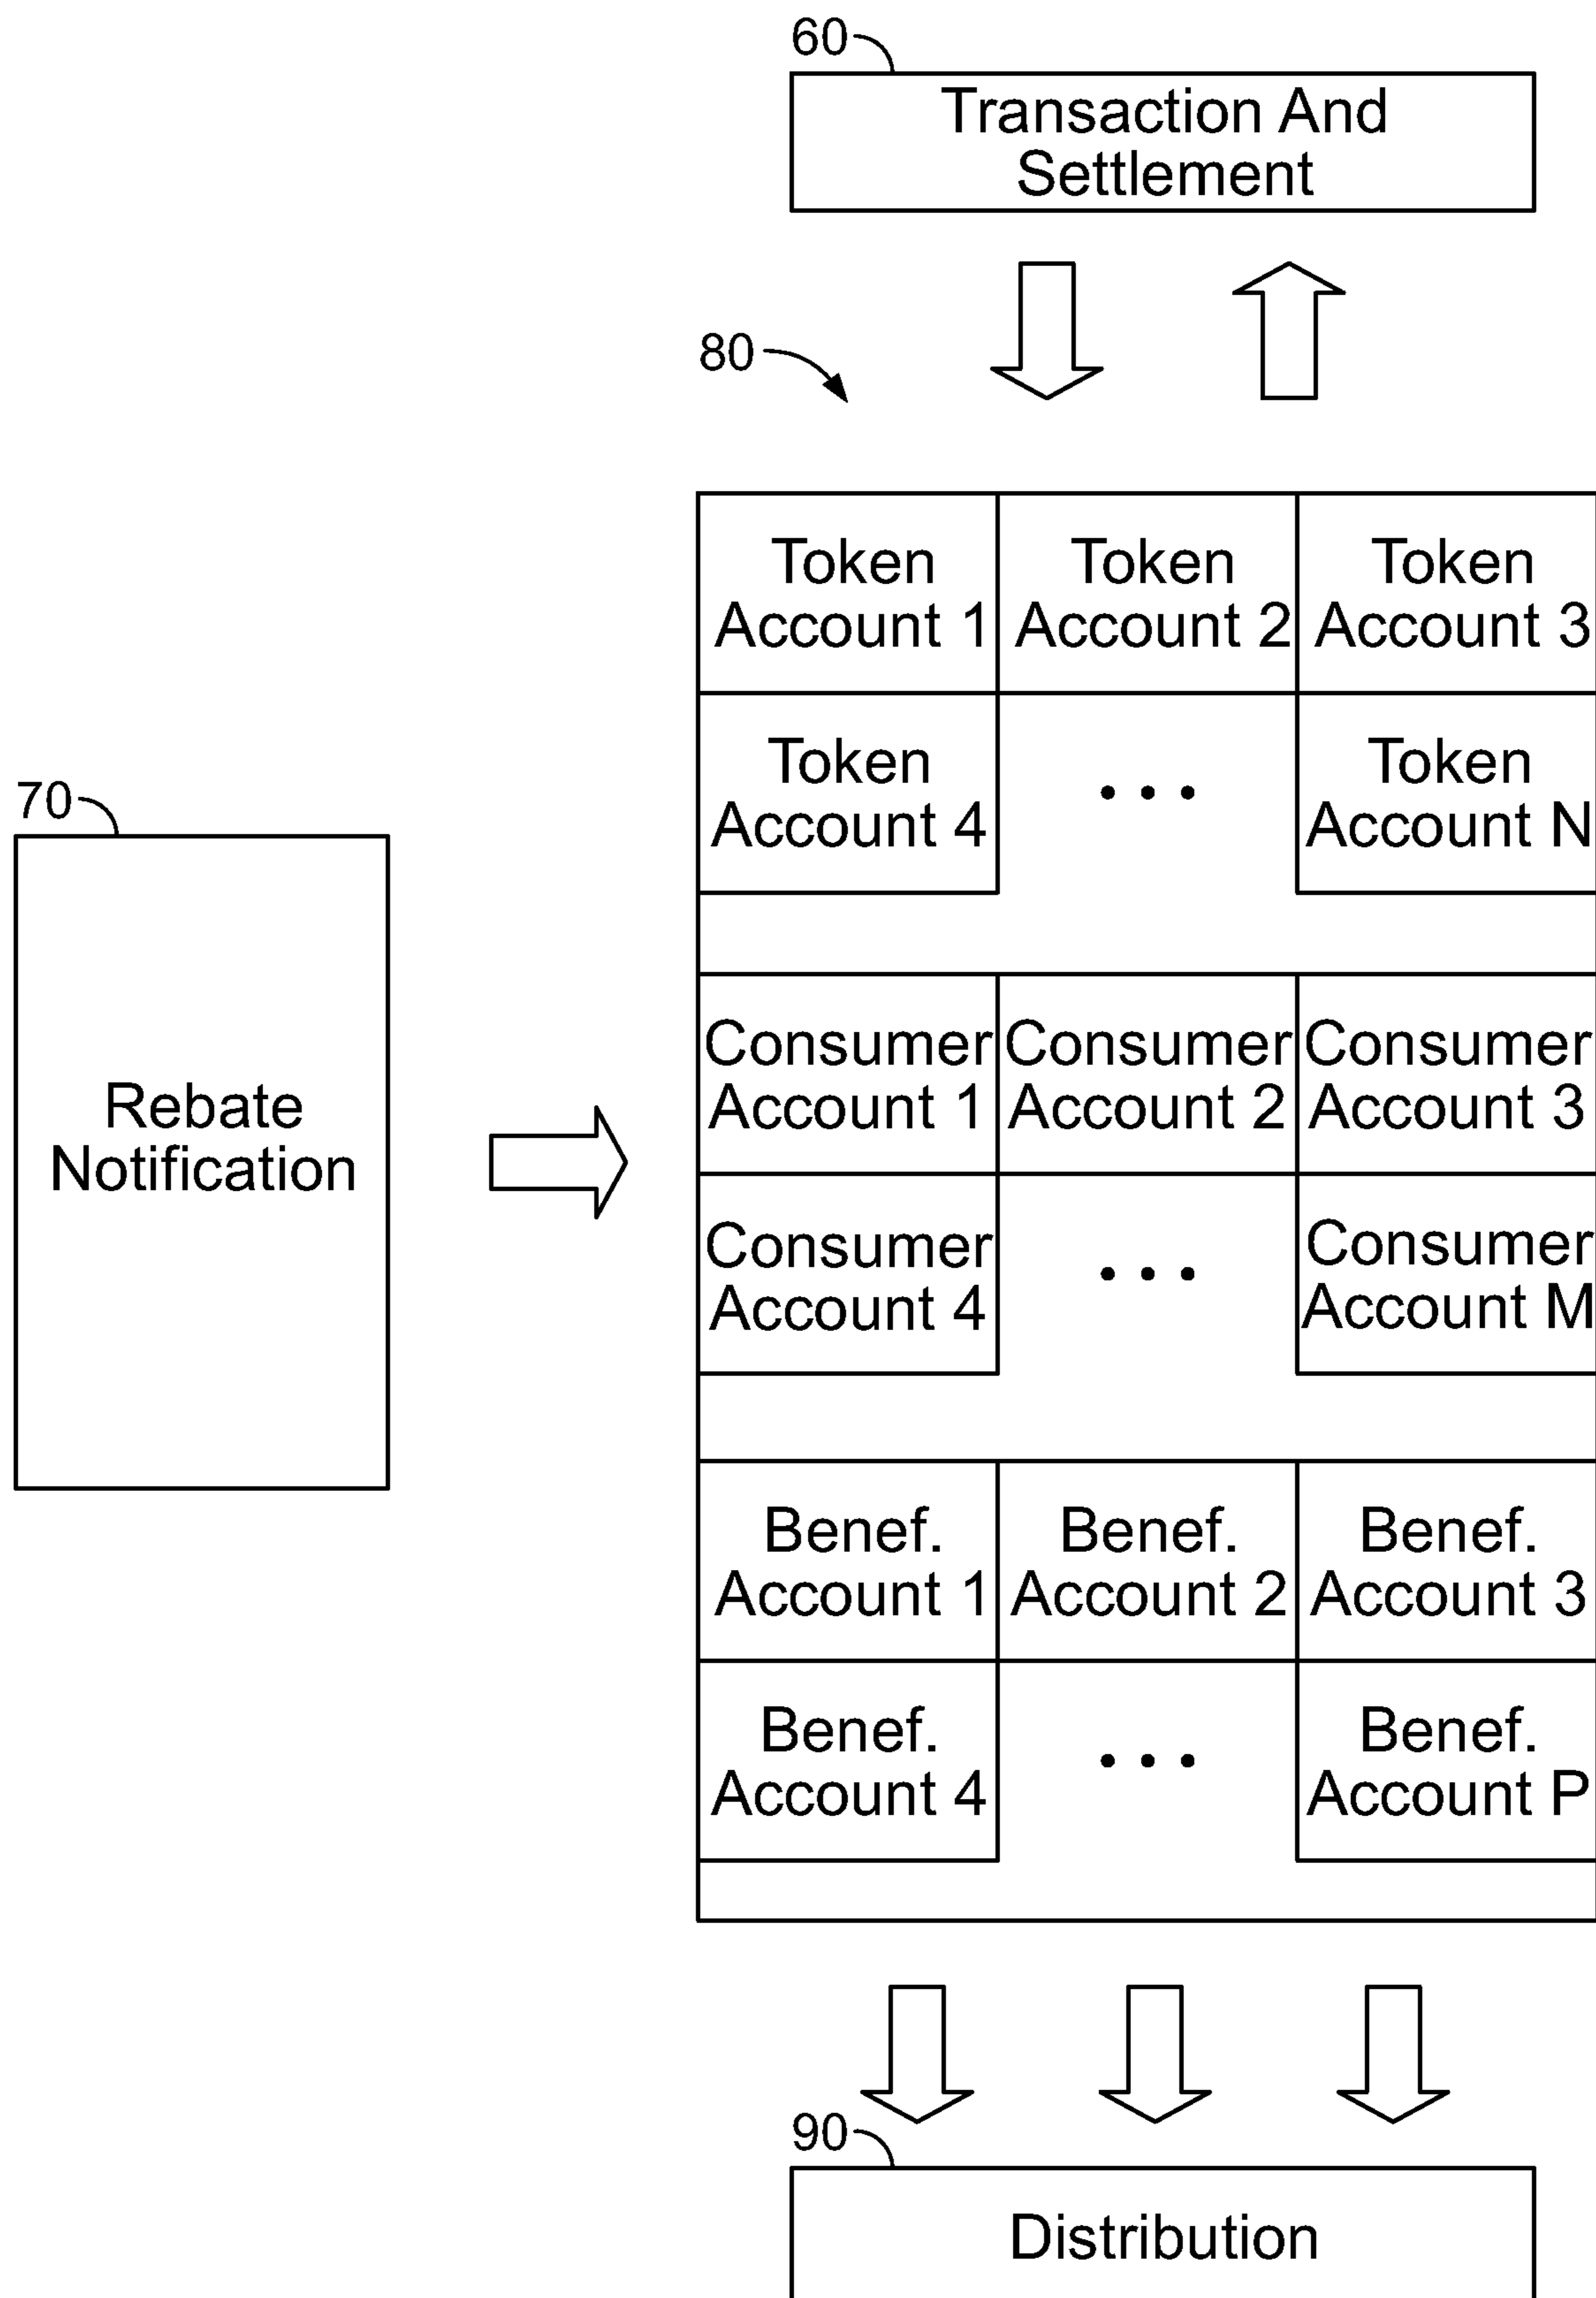 60
Transaction And
Settlement
80
Token
Account 1
Token
Account 2
Token
Account 3
Token
Account 4
• • •
Token
Account N
70
Rebate
Notification
Consumer
Account 1
Consumer
Account 2
Consumer
Account 3
Consumer
Account 4
• • •
Consumer
Account M
Benef.
Account 1
Benef.
Account 2
Benef.
Account 3
Benef.
Account 4
• • •
Benef.
Account P
90
Distribution